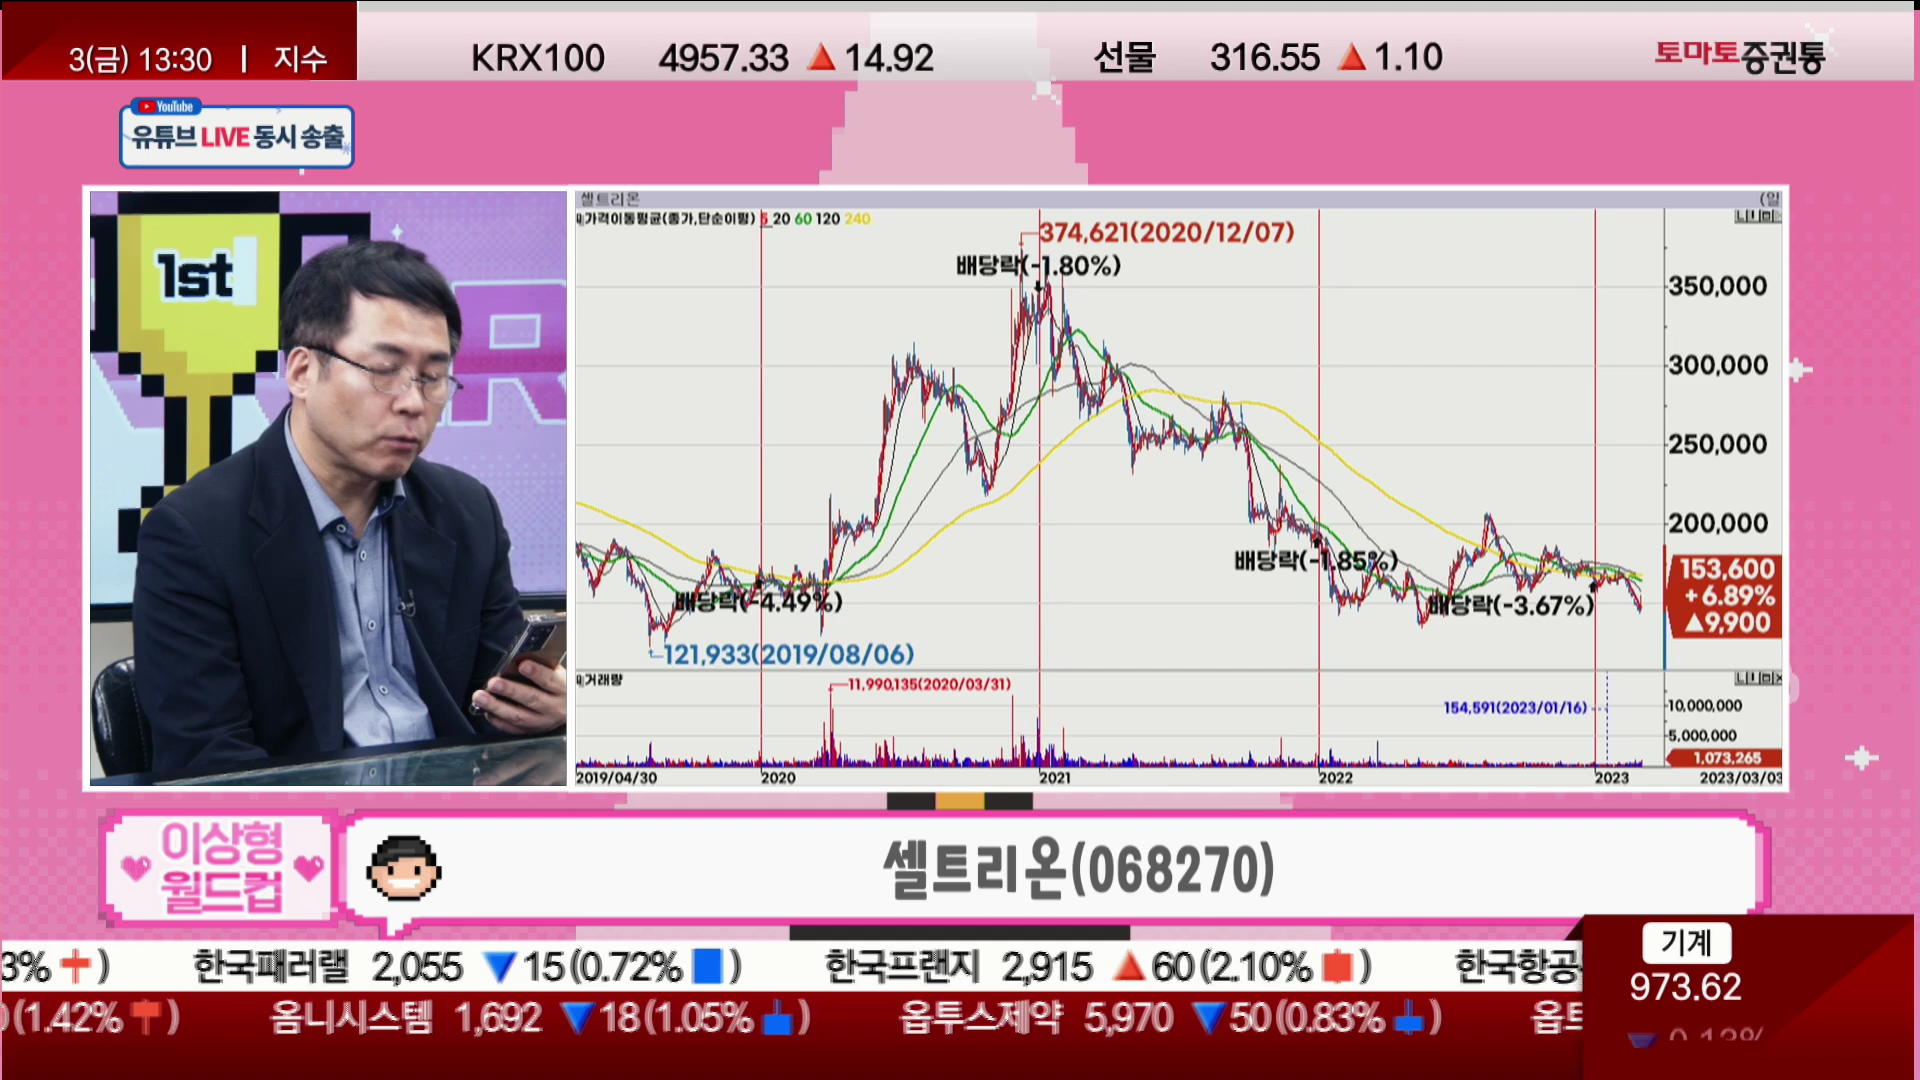 3(금) 13:30 | 지수 KRX100 4957.33 ▲ 14.92 선물 316.55 ▲ 1.10 토마토증권통
YouTube
유튜브 LIVE 동시 송출
1st
셀트리온 (일
가격이동평균(종가,단순이평) 5 20 60 120 240
374,621(2020/12/07)
배당락(-1.80%)
350,000
300,000
250,000
200,000
배당락(-1.85%)
153,600
+6.89%
▲9,900
배당락(-4.49%)
배당락(-3.67%)
121,933(2019/08/06)
거래량
11,990,135(2020/03/31)
154,591(2023/01/16)
10,000,000
5,000,000
1,073,265
2019/04/30 2020 2021 2022 2023 2023/03/03
이상형
월드컵
셀트리온(068270)
기계
973.62
3% ) 한국패러랠 2,055 ▼ 15(0.72% ) 한국프랜지 2,915 ▲ 60(2.10% ) 한국항공
(1.42% ) 옴니시스템 1,692 ▼ 18(1.05% ) 옵투스제약 5,970 ▼ 50(0.83% )